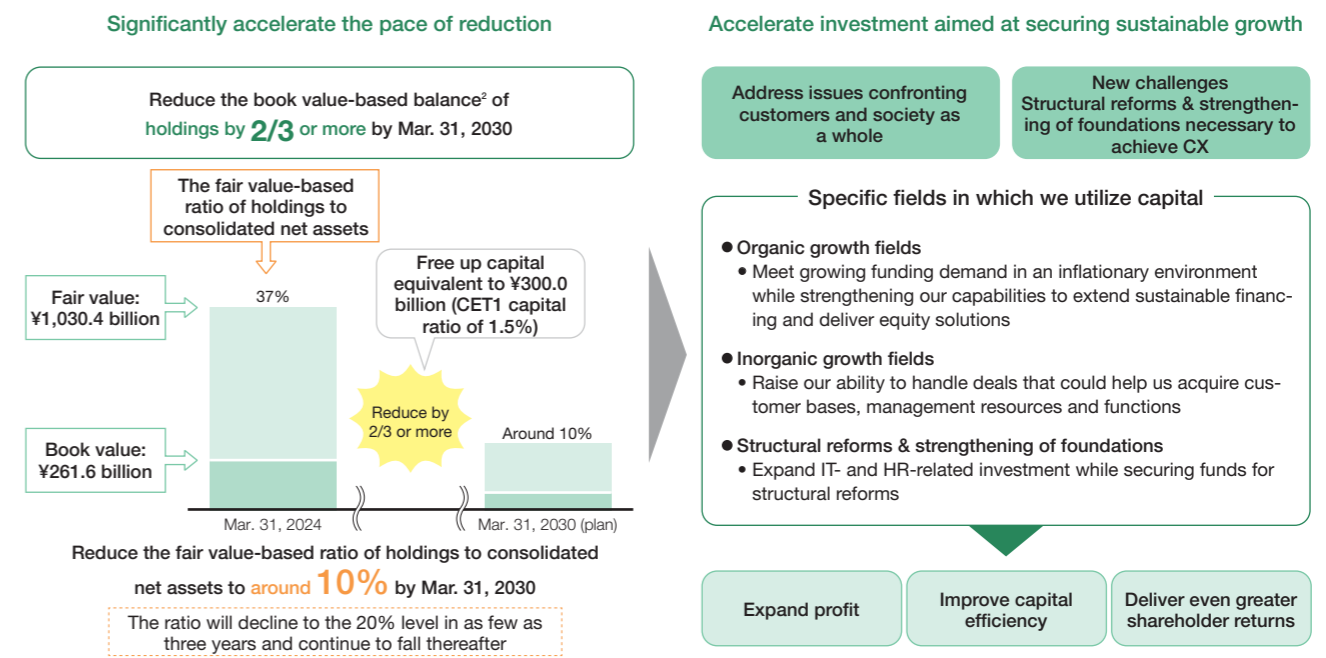 Significantly accelerate the pace of reduction
Reduce the book value-based balance² of
holdings by 2/3 or more by Mar. 31, 2030
The fair value-based
ratio of holdings to
consolidated net assets
Free up capital
equivalent to ¥300.0
billion (CET1 capital
ratio of 1.5%)
Fair value:
¥1,030.4 billion
37%
Reduce by
2/3 or more
Around 10%
Book value:
¥261.6 billion
Mar. 31, 2024
Mar. 31, 2030 (plan)
Reduce the fair value-based ratio of holdings to consolidated
net assets to around 10% by Mar. 31, 2030
The ratio will decline to the 20% level in as few as
three years and continue to fall thereafter
Accelerate investment aimed at securing sustainable growth
Address issues confronting
customers and society as
a whole
New challenges
Structural reforms & strengthen-
ing of foundations necessary to
achieve CX
Specific fields in which we utilize capital
● Organic growth fields
• Meet growing funding demand in an inflationary environment
while strengthening our capabilities to extend sustainable financ-
ing and deliver equity solutions
● Inorganic growth fields
• Raise our ability to handle deals that could help us acquire cus-
tomer bases, management resources and functions
● Structural reforms & strengthening of foundations
• Expand IT- and HR-related investment while securing funds for
structural reforms
Expand profit
Improve capital
efficiency
Deliver even greater
shareholder returns